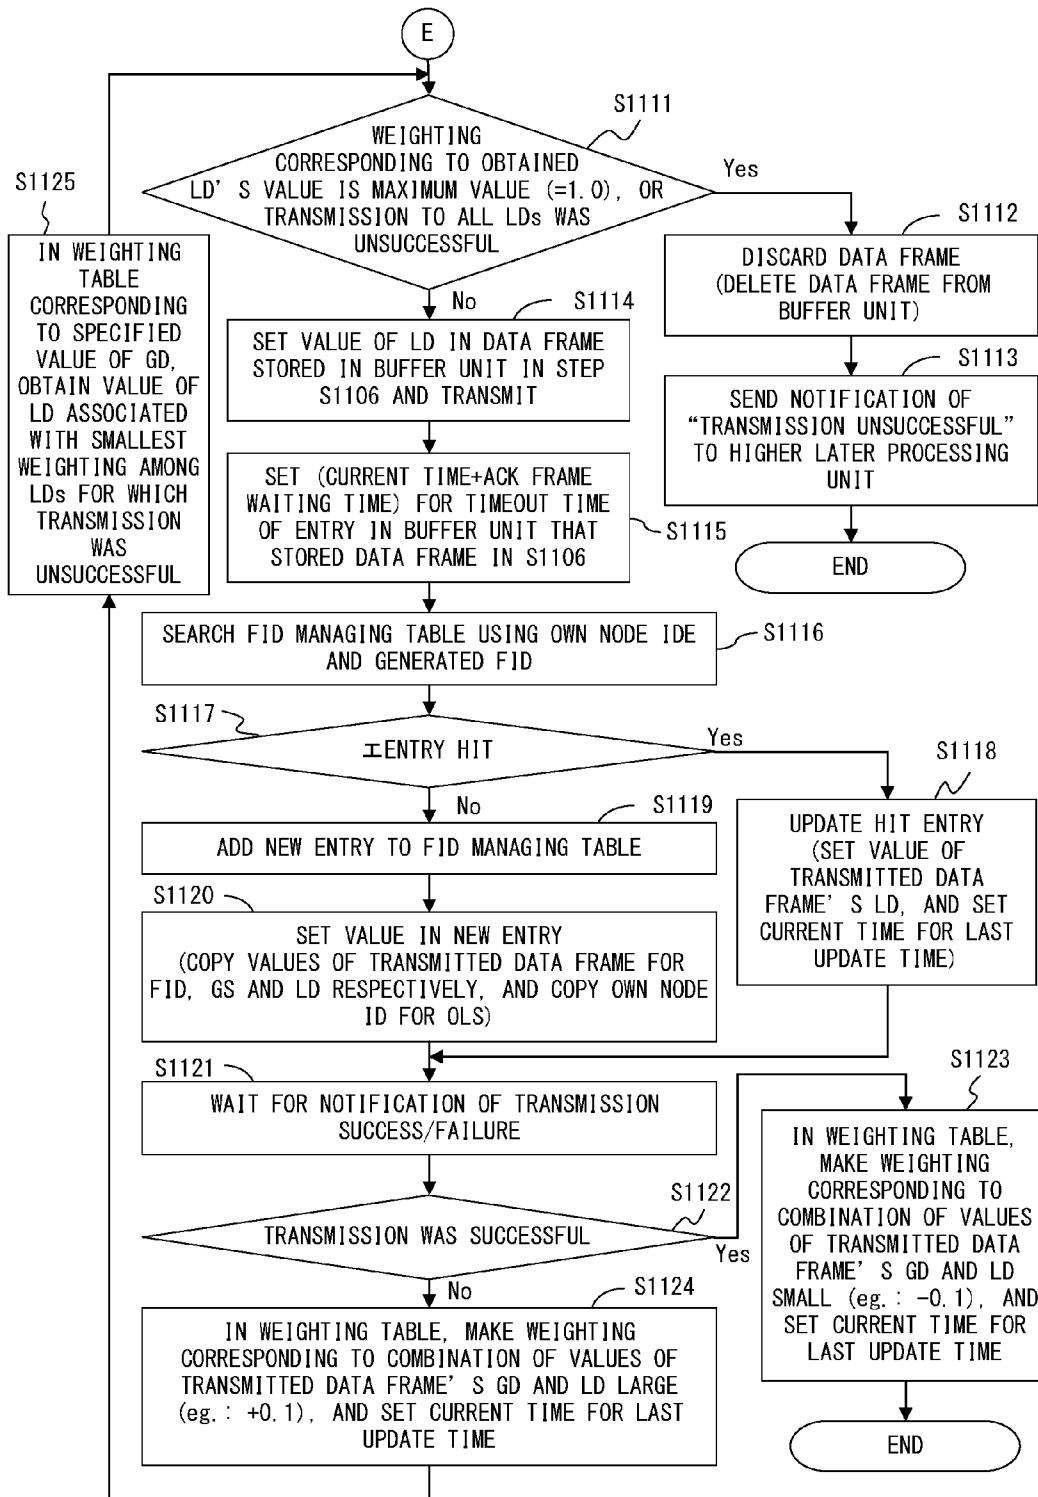 E
S1111
WEIGHTING
CORRESPONDING TO OBTAINED
LD' S VALUE IS MAXIMUM VALUE (=1.0), OR
TRANSMISSION TO ALL LDs WAS
UNSUCCESSFUL
Yes
No
S1112
DISCARD DATA FRAME
(DELETE DATA FRAME FROM
BUFFER UNIT)
S1113
SEND NOTIFICATION OF
“TRANSMISSION UNSUCCESSFUL”
TO HIGHER LATER PROCESSING
UNIT
END
S1125
IN WEIGHTING
TABLE
CORRESPONDING
TO SPECIFIED
VALUE OF GD,
OBTAIN VALUE OF
LD ASSOCIATED
WITH SMALLEST
WEIGHTING AMONG
LDs FOR WHICH
TRANSMISSION
WAS
UNSUCCESSFUL
S1114
SET VALUE OF LD IN DATA FRAME
STORED IN BUFFER UNIT IN STEP
S1106 AND TRANSMIT
SET (CURRENT TIME+ACK FRAME
WAITING TIME) FOR TIMEOUT TIME
OF ENTRY IN BUFFER UNIT THAT
STORED DATA FRAME IN S1106
S1115
SEARCH FID MANAGING TABLE USING OWN NODE IDE
AND GENERATED FID
S1116
S1117
エENTRY HIT
Yes
No
S1118
UPDATE HIT ENTRY
(SET VALUE OF
TRANSMITTED DATA
FRAME' S LD, AND SET
CURRENT TIME FOR LAST
UPDATE TIME)
S1119
ADD NEW ENTRY TO FID MANAGING TABLE
S1120
SET VALUE IN NEW ENTRY
(COPY VALUES OF TRANSMITTED DATA FRAME FOR
FID, GS AND LD RESPECTIVELY, AND COPY OWN NODE
ID FOR OLS)
S1121
WAIT FOR NOTIFICATION OF TRANSMISSION
SUCCESS/FAILURE
S1122
TRANSMISSION WAS SUCCESSFUL
Yes
No
S1123
IN WEIGHTING TABLE,
MAKE WEIGHTING
CORRESPONDING TO
COMBINATION OF VALUES
OF TRANSMITTED DATA
FRAME' S GD AND LD
SMALL (eg.: -0.1), AND
SET CURRENT TIME FOR
LAST UPDATE TIME
END
S1124
IN WEIGHTING TABLE, MAKE WEIGHTING
CORRESPONDING TO COMBINATION OF VALUES OF
TRANSMITTED DATA FRAME' S GD AND LD LARGE
(eg.: +0.1), AND SET CURRENT TIME FOR LAST
UPDATE TIME